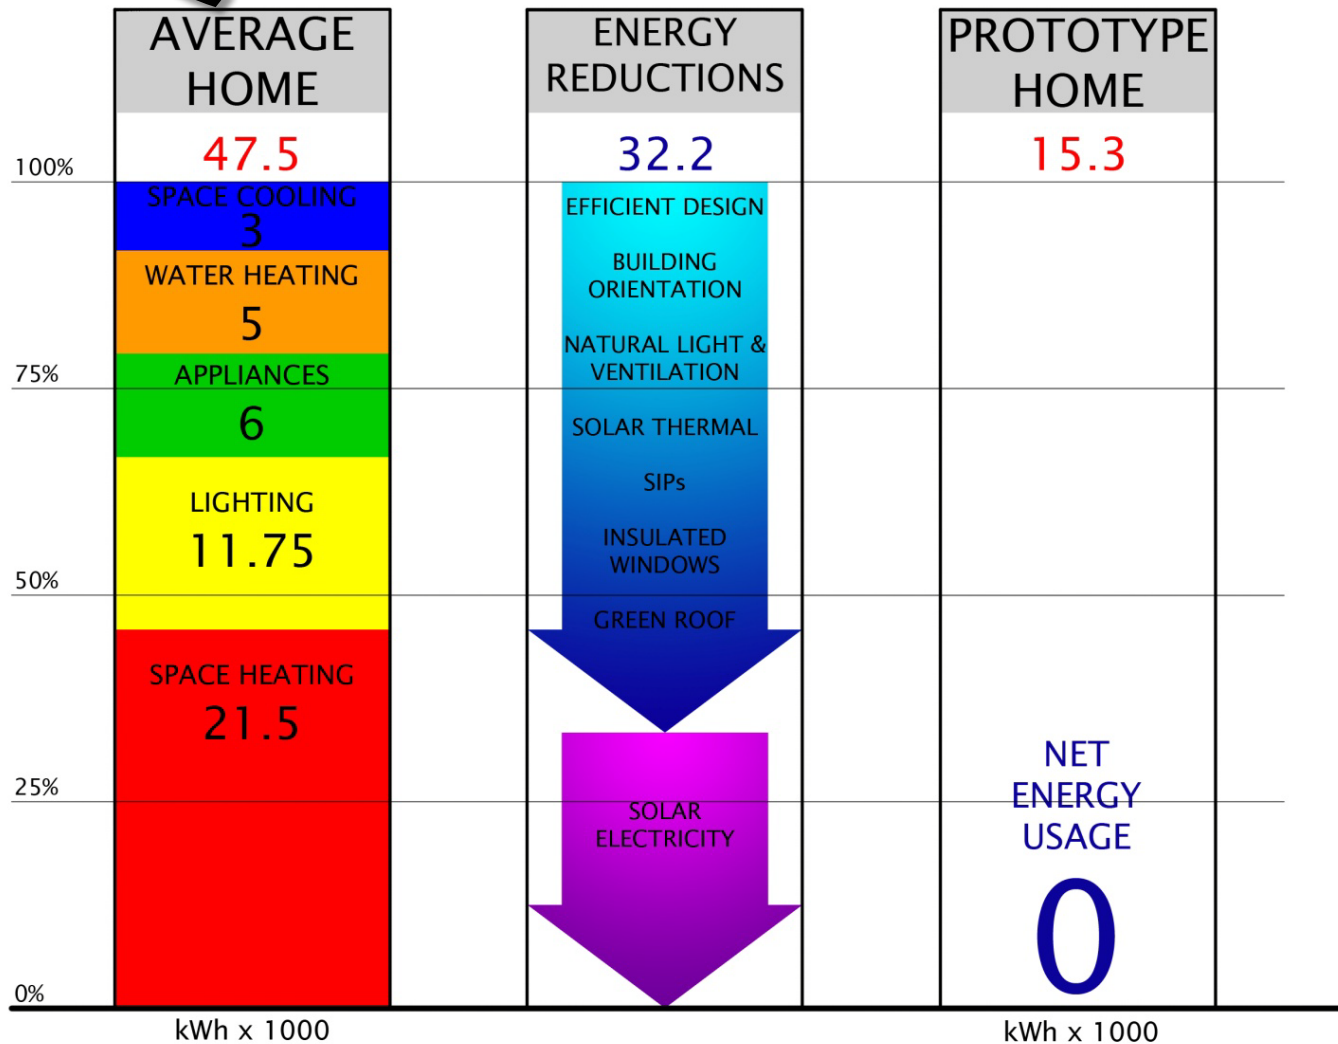 AVERAGE
HOME
47.5
100%
SPACE COOLING
3
WATER HEATING
5
75%
APPLIANCES
6
LIGHTING
11.75
50%
SPACE HEATING
21.5
25%
0%
kWh x 1000
ENERGY
REDUCTIONS
32.2
EFFICIENT DESIGN
BUILDING
ORIENTATION
NATURAL LIGHT &
VENTILATION
SOLAR THERMAL
SIPs
INSULATED
WINDOWS
GREEN ROOF
SOLAR
ELECTRICITY
PROTOTYPE
HOME
15.3
NET
ENERGY
USAGE
0
kWh x 1000